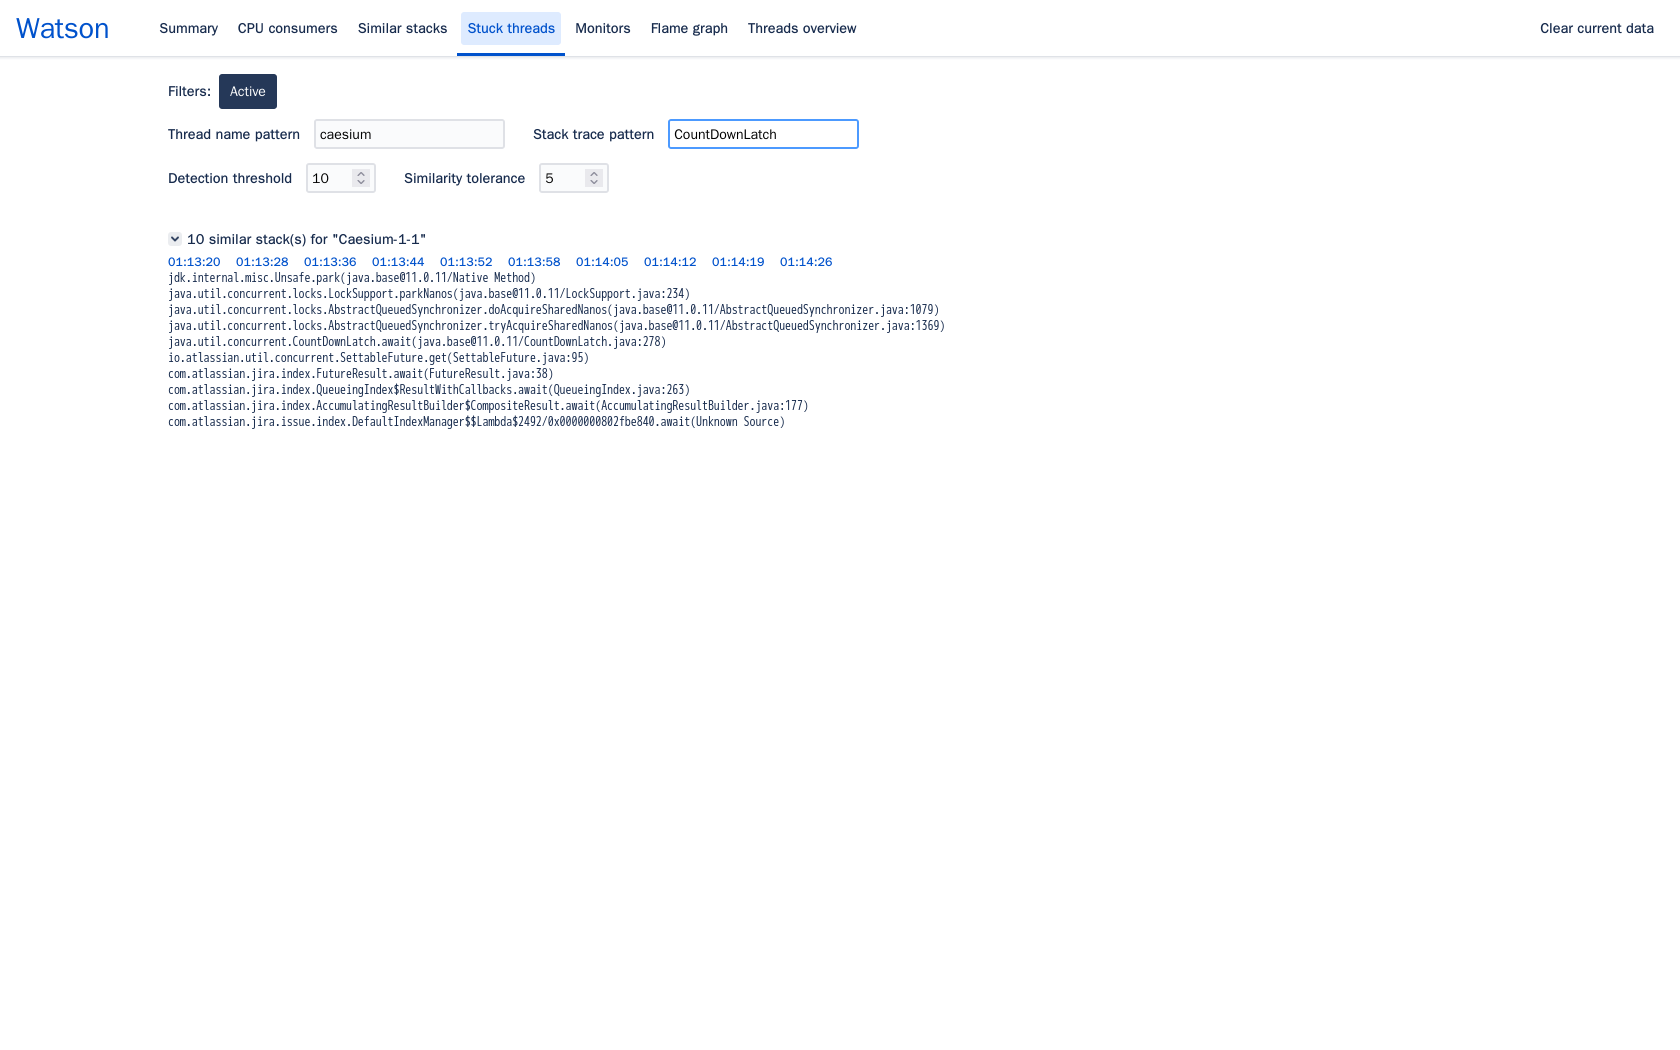 Watson Summary CPU consumers Similar stacks Stuck threads Monitors Flame graph Threads overview Clear current data
Filters: Active
Thread name pattern caesium Stack trace pattern CountDownLatch
Detection threshold 10 Similarity tolerance 5
10 similar stack(s) for "Caesium-1-1"
01:13:20 01:13:28 01:13:36 01:13:44 01:13:52 01:13:58 01:14:05 01:14:12 01:14:19 01:14:26
jdk.internal.misc.Unsafe.park(java.base@11.0.11/Native Method)
java.util.concurrent.locks.LockSupport.parkNanos(java.base@11.0.11/LockSupport.java:234)
java.util.concurrent.locks.AbstractQueuedSynchronizer.doAcquireSharedNanos(java.base@11.0.11/AbstractQueuedSynchronizer.java:1079)
java.util.concurrent.locks.AbstractQueuedSynchronizer.tryAcquireSharedNanos(java.base@11.0.11/AbstractQueuedSynchronizer.java:1369)
java.util.concurrent.CountDownLatch.await(java.base@11.0.11/CountDownLatch.java:278)
io.atlassian.util.concurrent.SettableFuture.get(SettableFuture.java:95)
com.atlassian.jira.index.FutureResult.await(FutureResult.java:38)
com.atlassian.jira.index.QueueingIndex$ResultWithCallbacks.await(QueueingIndex.java:263)
com.atlassian.jira.index.AccumulatingResultBuilder$CompositeResult.await(AccumulatingResultBuilder.java:177)
com.atlassian.jira.issue.index.DefaultIndexManager$$Lambda$2492/0x0000000802fbe840.await(Unknown Source)